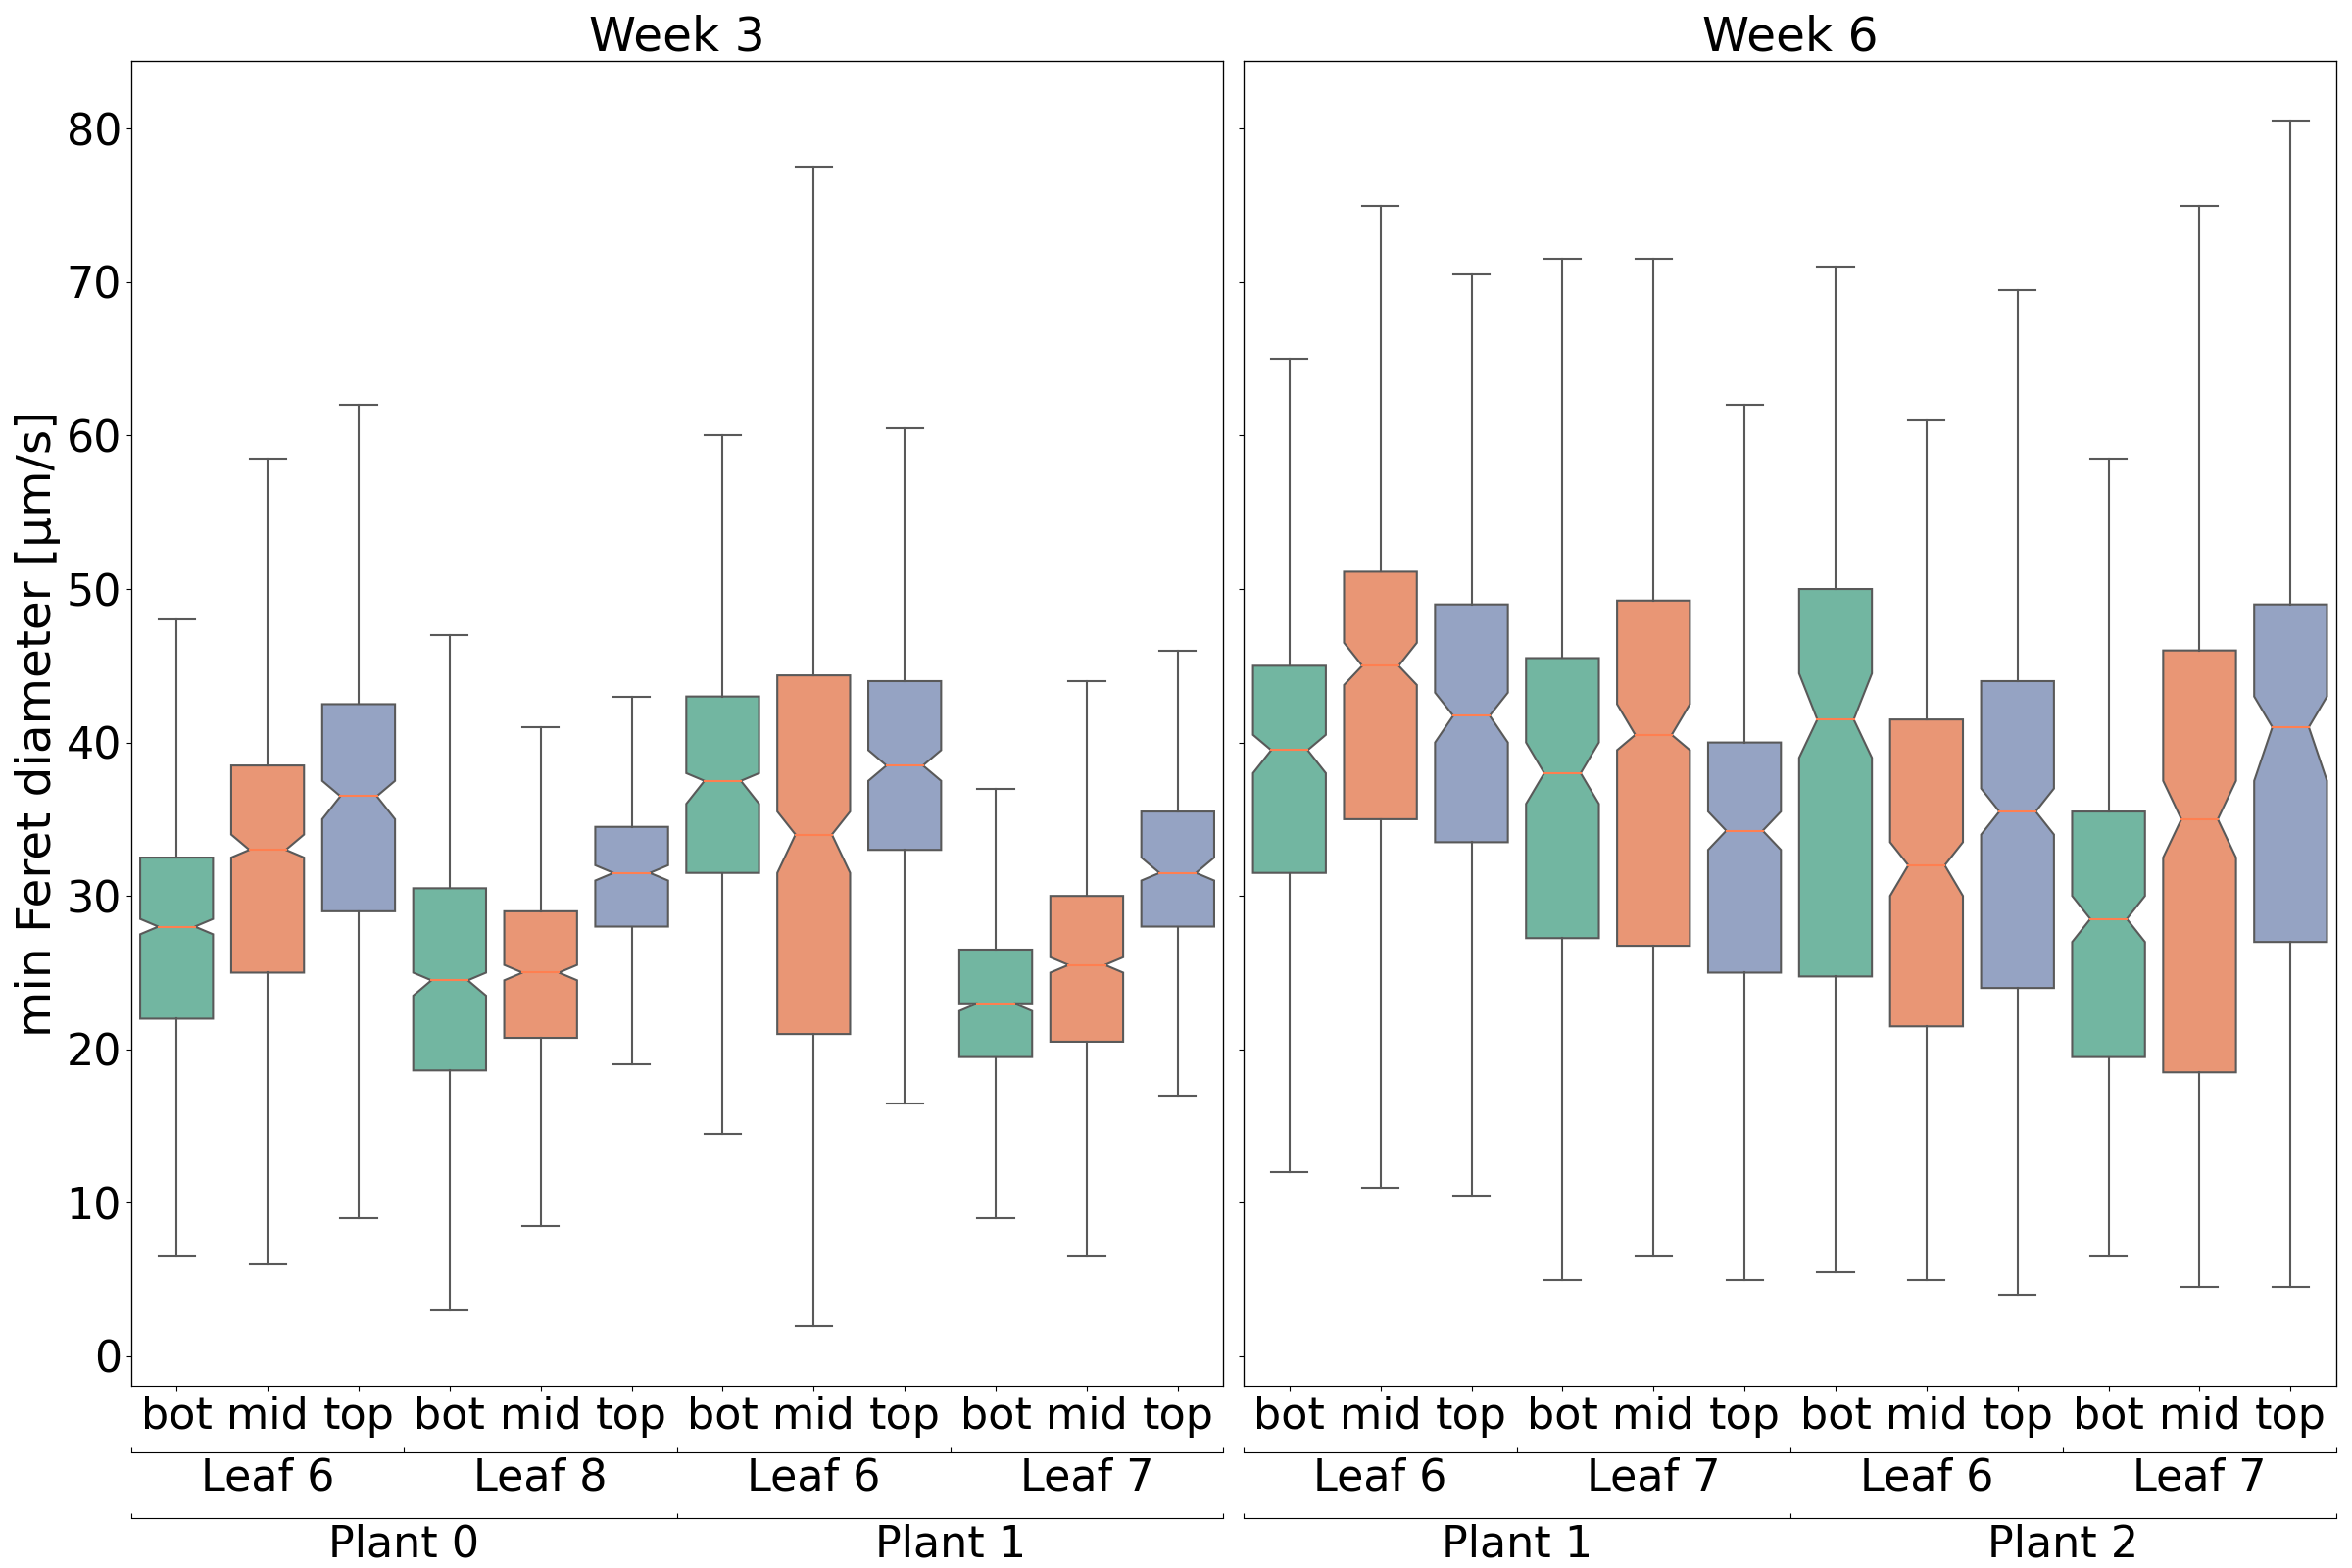 Week 3
Week 6
min Feret diameter [µm/s]
80
70
60
50
40
30
20
10
0
bot mid top bot mid top bot mid top bot mid top
bot mid top bot mid top bot mid top bot mid top
Leaf 6 Leaf 8 Leaf 6 Leaf 7
Leaf 6 Leaf 7 Leaf 6 Leaf 7
Plant 0 Plant 1
Plant 1 Plant 2